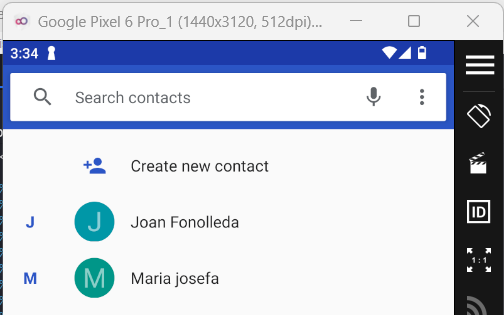 Google Pixel 6 Pro_1 (1440x3120, 512dpi)...
3:34
Search contacts
Create new contact
J J Joan Fonolleda
M M Maria josefa
ID
1:1